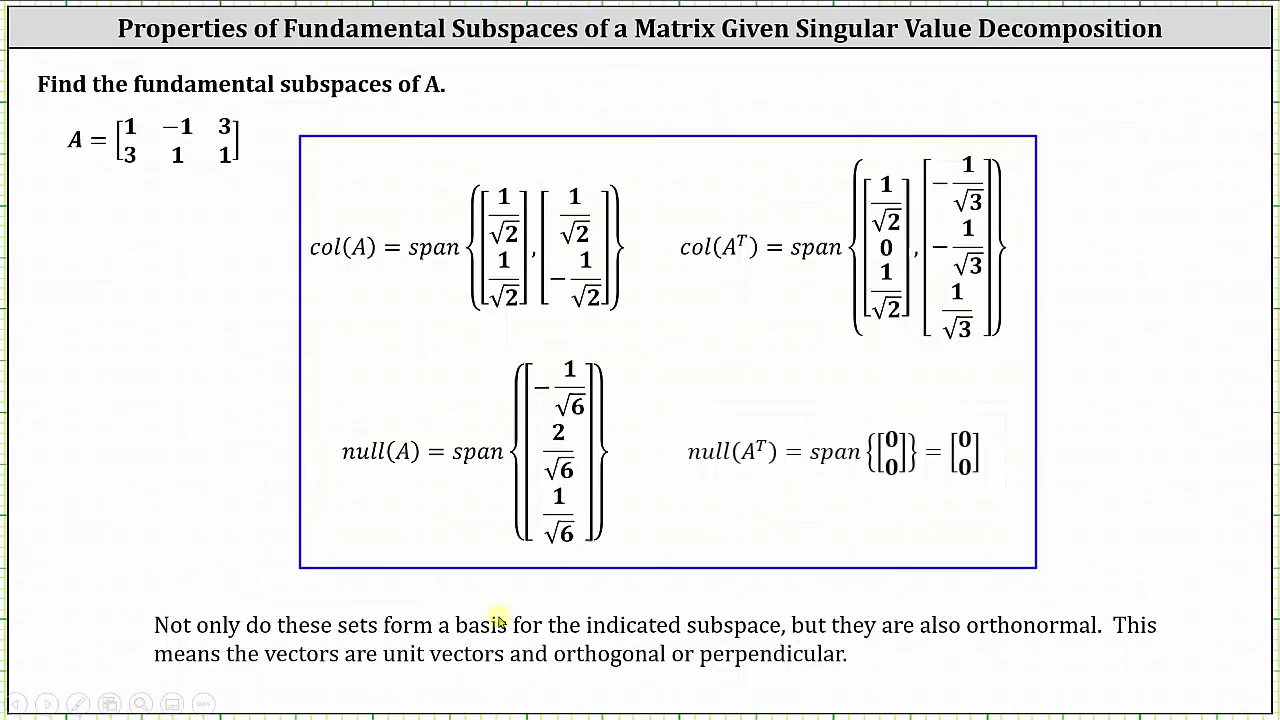 Properties of Fundamental Subspaces of a Matrix Given Singular Value Decomposition
Find the fundamental subspaces of A.
A = [1 −1 3; 3 1 1]
col(A) = span {[1/√2; 1/√2], [1/√2; −1/√2]}
col(Aᵀ) = span {[1/√2; 0; 1/√2], [−1/√3; −1/√3; 1/√3]}
null(A) = span {[−1/√6; 2/√6; 1/√6]}
null(Aᵀ) = span {[0; 0]} = [0; 0]
Not only do these sets form a basis for the indicated subspace, but they are also orthonormal. This
means the vectors are unit vectors and orthogonal or perpendicular.